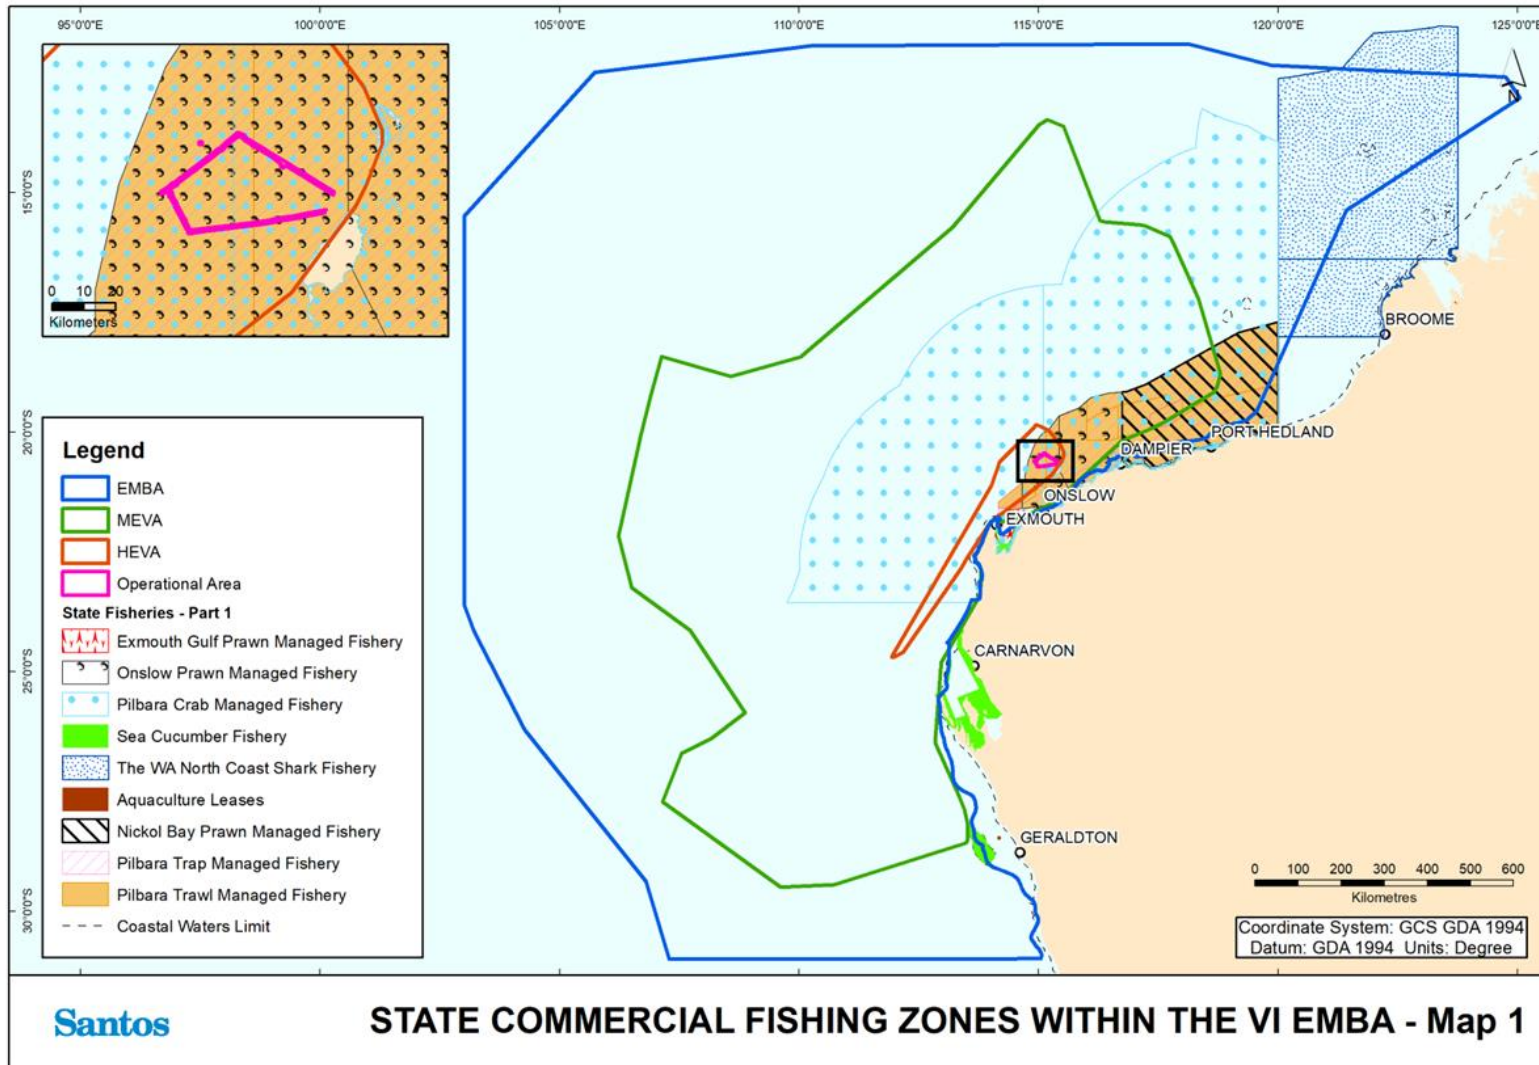 95°0'0"E 100°0'0"E 105°0'0"E 110°0'0"E 115°0'0"E 120°0'0"E 125°0'0"E
N
15°0'0"S
0 10 20
Kilometers
BROOME
20°0'0"S
PORT HEDLAND
DAMPIER
ONSLOW
EXMOUTH
Legend
EMBA
MEVA
HEVA
Operational Area
State Fisheries - Part 1
Exmouth Gulf Prawn Managed Fishery
Onslow Prawn Managed Fishery
Pilbara Crab Managed Fishery
Sea Cucumber Fishery
The WA North Coast Shark Fishery
Aquaculture Leases
Nickol Bay Prawn Managed Fishery
Pilbara Trap Managed Fishery
Pilbara Trawl Managed Fishery
Coastal Waters Limit
25°0'0"S
CARNARVON
GERALDTON
30°0'0"S
0 100 200 300 400 500 600
Kilometres
Coordinate System: GCS GDA 1994
Datum: GDA 1994 Units: Degree
Santos
STATE COMMERCIAL FISHING ZONES WITHIN THE VI EMBA - Map 1